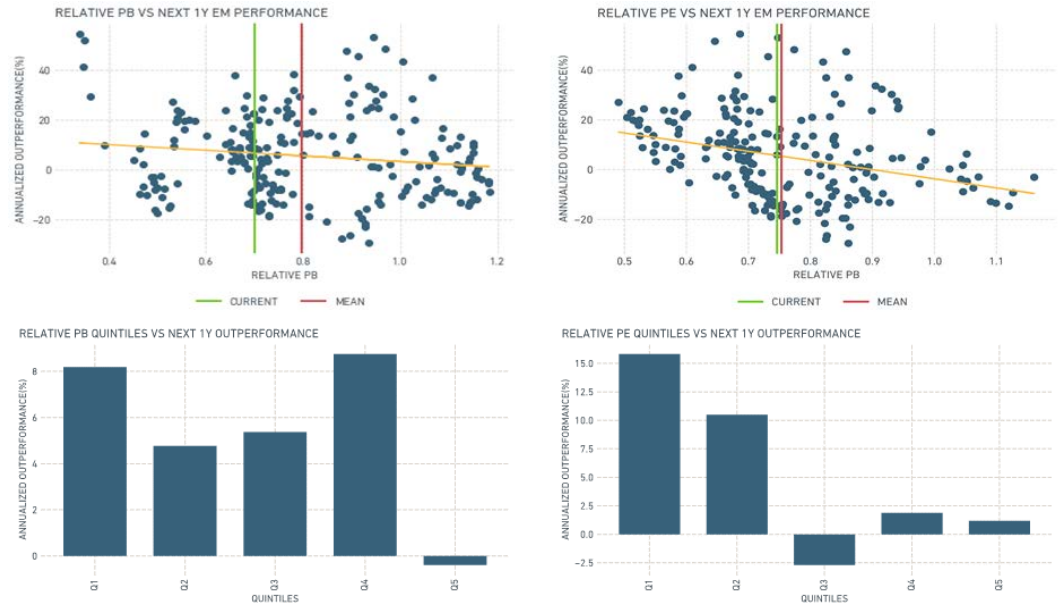 RELATIVE PB VS NEXT 1Y EM PERFORMANCE
ANNUALIZED OUTPERFORMANCE(%)
40
20
0
−20
0.4 0.6 0.8 1.0 1.2
RELATIVE PB
CURRENT MEAN
RELATIVE PE VS NEXT 1Y EM PERFORMANCE
ANNUALIZED OUTPERFORMANCE(%)
40
20
0
−20
0.5 0.6 0.7 0.8 0.9 1.0 1.1
RELATIVE PB
CURRENT MEAN
RELATIVE PB QUINTILES VS NEXT 1Y OUTPERFORMANCE
ANNUALIZED OUTPERFORMANCE(%)
8
6
4
2
0
Q1 Q2 Q3 Q4 Q5
QUINTILES
RELATIVE PE QUINTILES VS NEXT 1Y OUTPERFORMANCE
ANNUALIZED OUTPERFORMANCE(%)
15.0
12.5
10.0
7.5
5.0
2.5
0.0
−2.5
Q1 Q2 Q3 Q4 Q5
QUINTILES